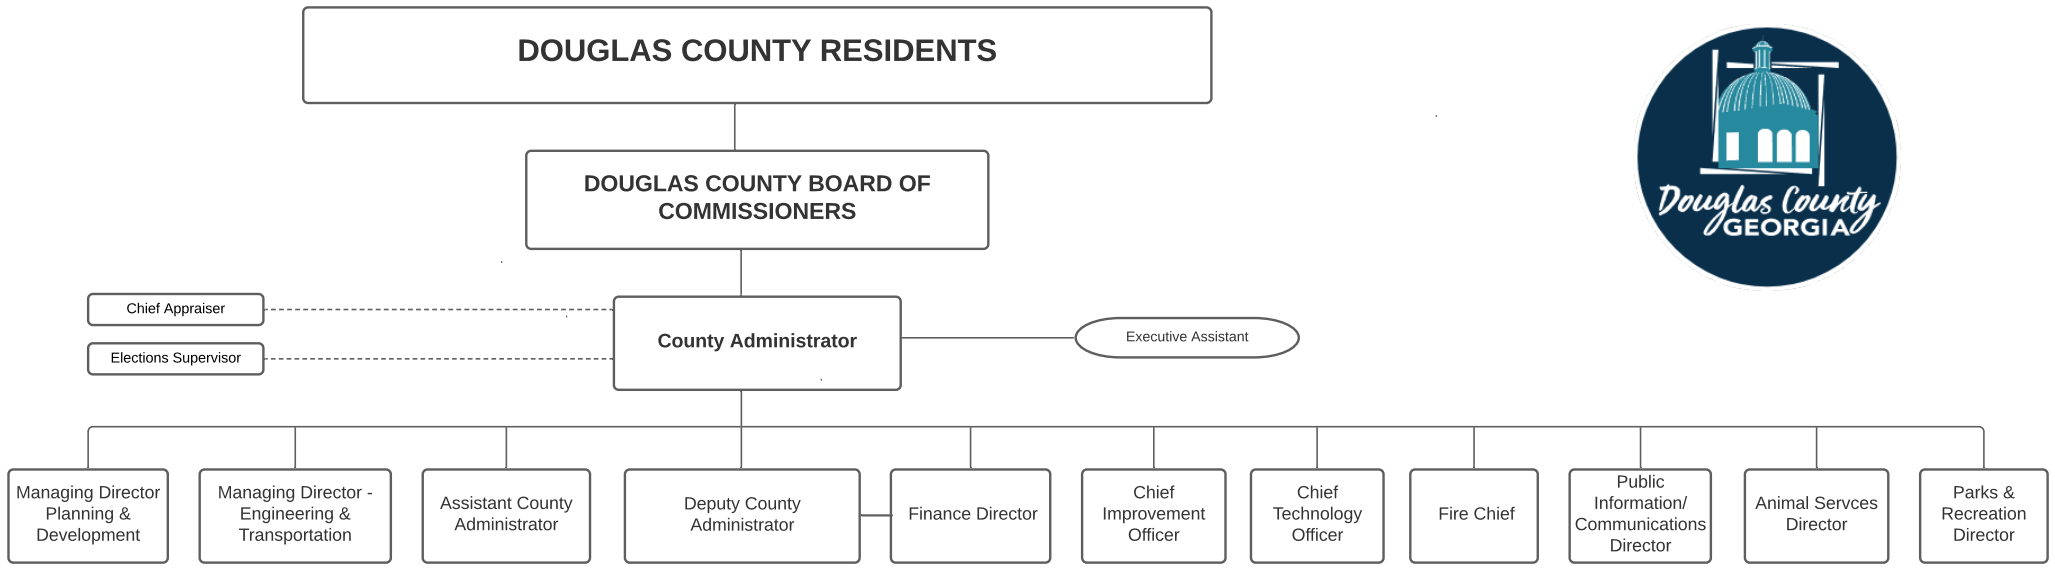 DOUGLAS COUNTY RESIDENTS
DOUGLAS COUNTY BOARD OF
COMMISSIONERS
Douglas County
GEORGIA
Chief Appraiser
Elections Supervisor
County Administrator
Executive Assistant
Managing Director
Planning &
Development
Managing Director -
Engineering &
Transportation
Assistant County
Administrator
Deputy County
Administrator
Finance Director
Chief
Improvement
Officer
Chief
Technology
Officer
Fire Chief
Public
Information/
Communications
Director
Animal Servces
Director
Parks &
Recreation
Director